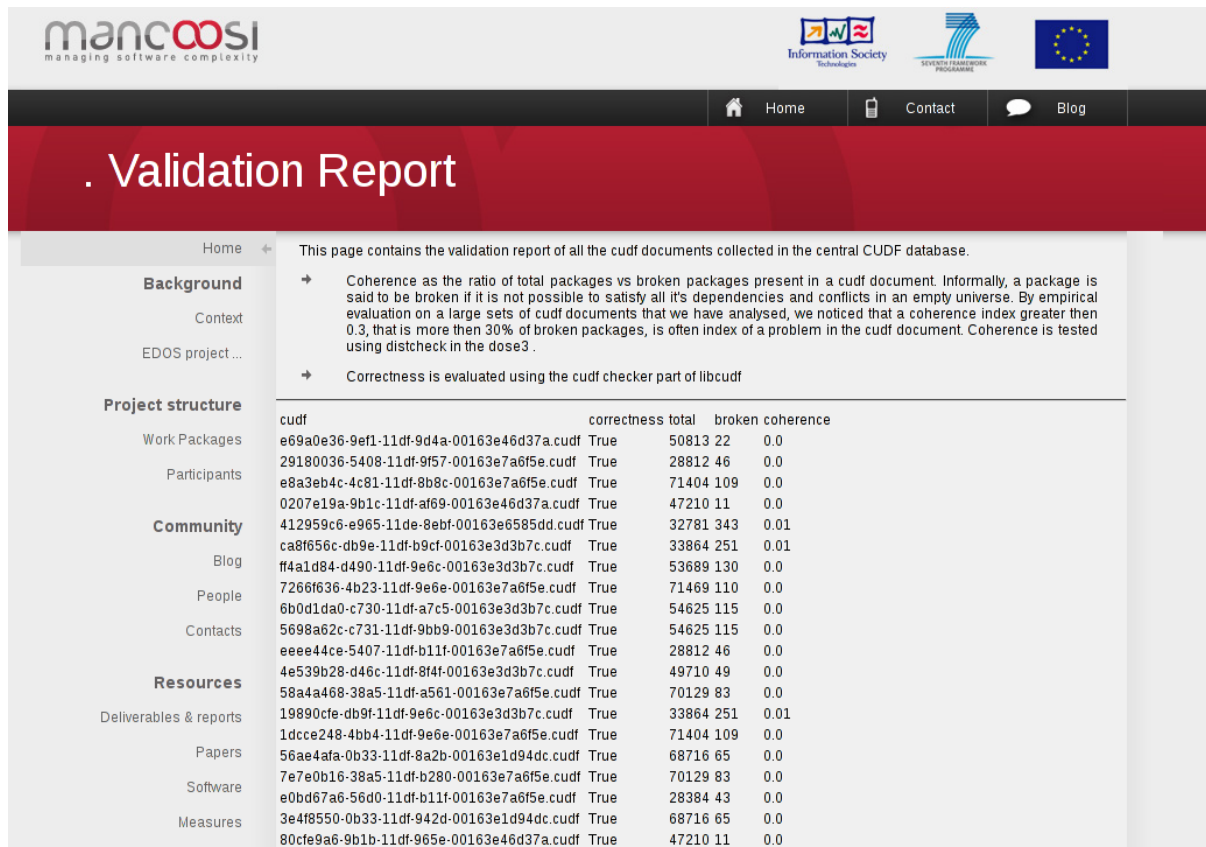 mancoosi
managing software complexity
Information Society
Technologies
SEVENTH FRAMEWORK
PROGRAMME
Home
Contact
Blog
. Validation Report
Home
Background
Context
EDOS project ...
Project structure
Work Packages
Participants
Community
Blog
People
Contacts
Resources
Deliverables & reports
Papers
Software
Measures
This page contains the validation report of all the cudf documents collected in the central CUDF database.
Coherence as the ratio of total packages vs broken packages present in a cudf document. Informally, a package is
said to be broken if it is not possible to satisfy all it's dependencies and conflicts in an empty universe. By empirical
evaluation on a large sets of cudf documents that we have analysed, we noticed that a coherence index greater then
0.3, that is more then 30% of broken packages, is often index of a problem in the cudf document. Coherence is tested
using distcheck in the dose3 .
Correctness is evaluated using the cudf checker part of libcudf
cudf correctness total broken coherence
e69a0e36-9ef1-11df-9d4a-00163e46d37a.cudf True 50813 22 0.0
29180036-5408-11df-9f57-00163e7a6f5e.cudf True 28812 46 0.0
e8a3eb4c-4c81-11df-8b8c-00163e7a6f5e.cudf True 71404 109 0.0
0207e19a-9b1c-11df-af69-00163e46d37a.cudf True 47210 11 0.0
412959c6-e965-11de-8ebf-00163e6585dd.cudf True 32781 343 0.01
ca8f656c-db9e-11df-b9cf-00163e3d3b7c.cudf True 33864 251 0.01
ff4a1d84-d490-11df-9e6c-00163e3d3b7c.cudf True 53689 130 0.0
7266f636-4b23-11df-9e6e-00163e7a6f5e.cudf True 71469 110 0.0
6b0d1da0-c730-11df-a7c5-00163e3d3b7c.cudf True 54625 115 0.0
5698a62c-c731-11df-9bb9-00163e3d3b7c.cudf True 54625 115 0.0
eeee44ce-5407-11df-b11f-00163e7a6f5e.cudf True 28812 46 0.0
4e539b28-d46c-11df-8f4f-00163e3d3b7c.cudf True 49710 49 0.0
58a4a468-38a5-11df-a561-00163e7a6f5e.cudf True 70129 83 0.0
19890cfe-db9f-11df-9e6c-00163e3d3b7c.cudf True 33864 251 0.01
1dcce248-4bb4-11df-9e6e-00163e7a6f5e.cudf True 71404 109 0.0
56ae4afa-0b33-11df-8a2b-00163e1d94dc.cudf True 68716 65 0.0
7e7e0b16-38a5-11df-b280-00163e7a6f5e.cudf True 70129 83 0.0
e0bd67a6-56d0-11df-b11f-00163e7a6f5e.cudf True 28384 43 0.0
3e4f8550-0b33-11df-942d-00163e1d94dc.cudf True 68716 65 0.0
80cfe9a6-9b1b-11df-965e-00163e46d37a.cudf True 47210 11 0.0